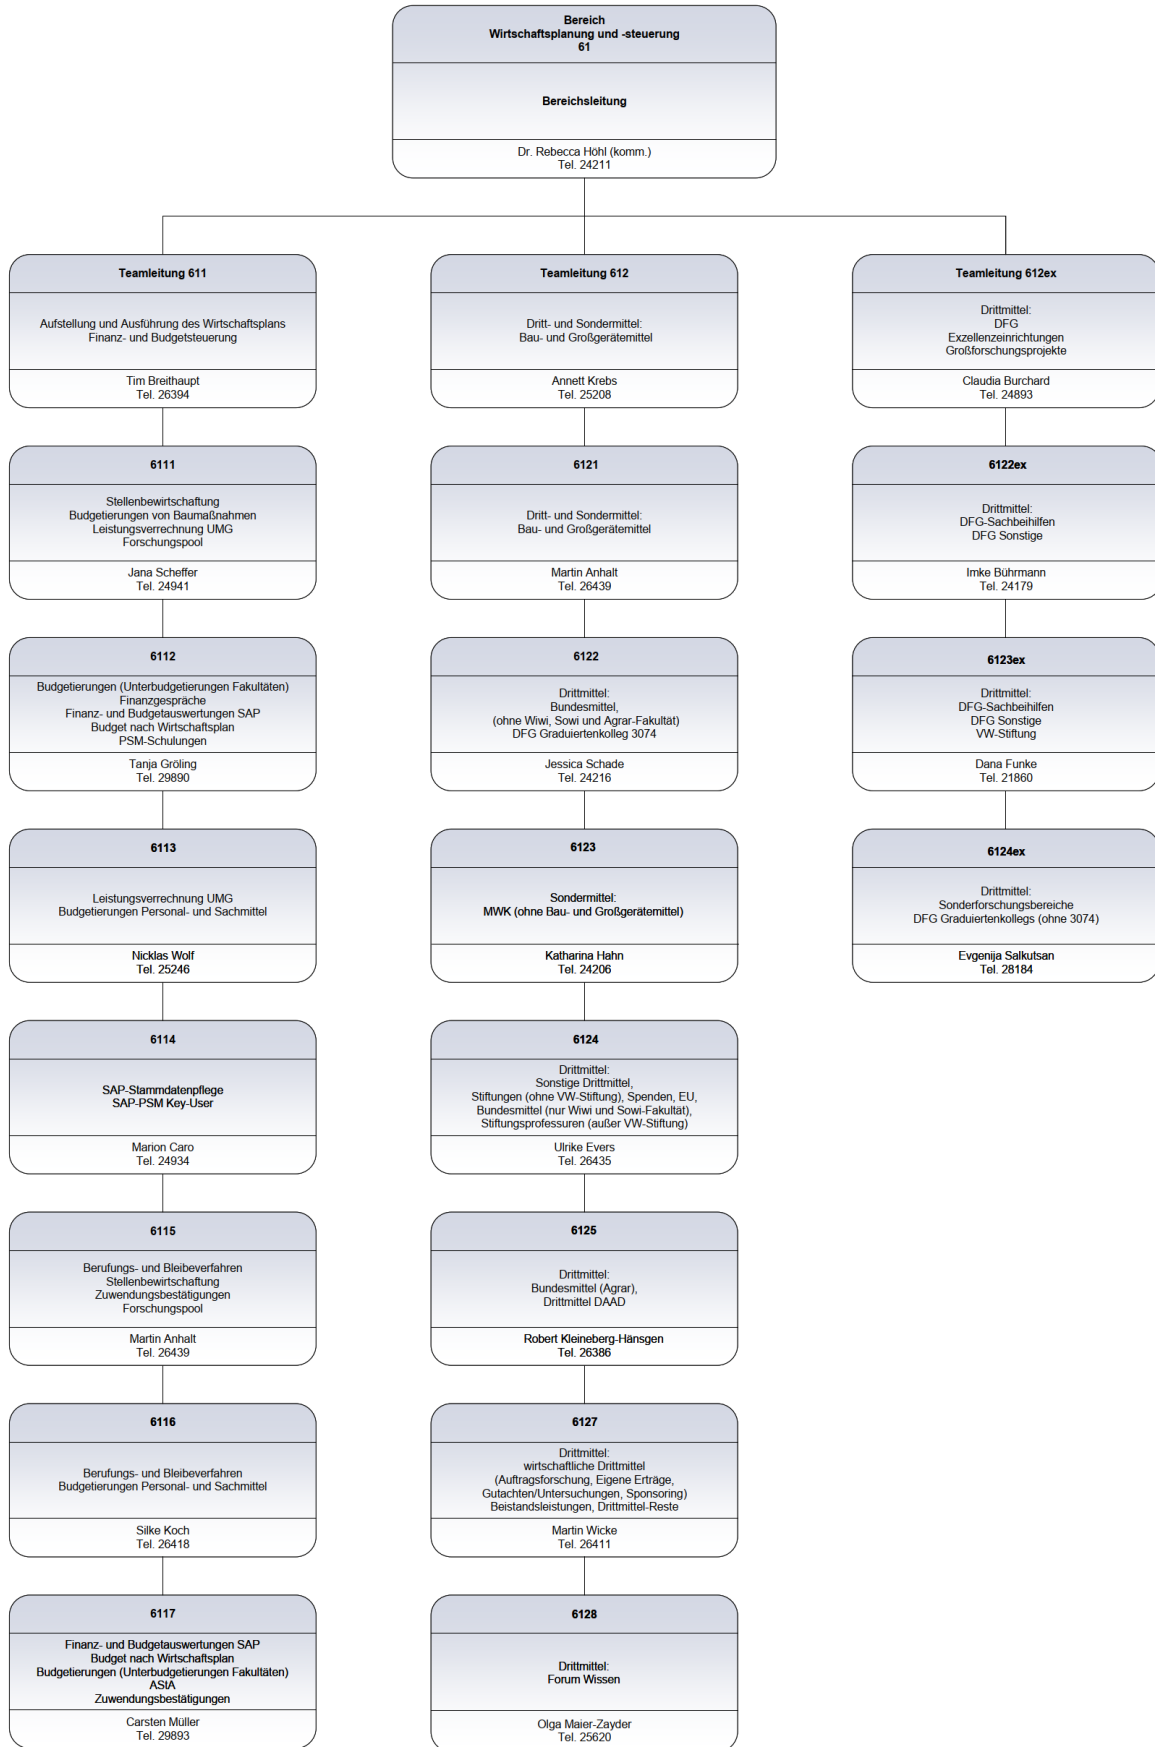 Bereich
Wirtschaftsplanung und -steuerung
61
Bereichsleitung
Dr. Rebecca Höhl (komm.)
Tel. 24211
Teamleitung 611
Aufstellung und Ausführung des Wirtschaftsplans
Finanz- und Budgetsteuerung
Tim Breithaupt
Tel. 26394
6111
Stellenbewirtschaftung
Budgetierungen von Baumaßnahmen
Leistungsverrechnung UMG
Forschungspool
Jana Scheffer
Tel. 24941
6112
Budgetierungen (Unterbudgetierungen Fakultäten)
Finanzgespräche
Finanz- und Budgetauswertungen SAP
Budget nach Wirtschaftsplan
PSM-Schulungen
Tanja Gröling
Tel. 29890
6113
Leistungsverrechnung UMG
Budgetierungen Personal- und Sachmittel
Nicklas Wolf
Tel. 25246
6114
SAP-Stammdatenpflege
SAP-PSM Key-User
Marion Caro
Tel. 24934
6115
Berufungs- und Bleibeverfahren
Stellenbewirtschaftung
Zuwendungsbestätigungen
Forschungspool
Martin Anhalt
Tel. 26439
6116
Berufungs- und Bleibeverfahren
Budgetierungen Personal- und Sachmittel
Silke Koch
Tel. 26418
6117
Finanz- und Budgetauswertungen SAP
Budget nach Wirtschaftsplan
Budgetierungen (Unterbudgetierungen Fakultäten)
AStA
Zuwendungsbestätigungen
Carsten Müller
Tel. 29893
Teamleitung 612
Dritt- und Sondermittel:
Bau- und Großgerätemittel
Annett Krebs
Tel. 25208
6121
Dritt- und Sondermittel:
Bau- und Großgerätemittel
Martin Anhalt
Tel. 26439
6122
Drittmittel:
Bundesmittel,
(ohne Wiwi, Sowi und Agrar-Fakultät)
DFG Graduiertenkolleg 3074
Jessica Schade
Tel. 24216
6123
Sondermittel:
MWK (ohne Bau- und Großgerätemittel)
Katharina Hahn
Tel. 24206
6124
Drittmittel:
Sonstige Drittmittel,
Stiftungen (ohne VW-Stiftung), Spenden, EU,
Bundesmittel (nur Wiwi und Sowi-Fakultät),
Stiftungsprofessuren (außer VW-Stiftung)
Ulrike Evers
Tel. 26435
6125
Drittmittel:
Bundesmittel (Agrar),
Drittmittel DAAD
Robert Kleineberg-Hänsgen
Tel. 26386
6127
Drittmittel:
wirtschaftliche Drittmittel
(Auftragsforschung, Eigene Erträge,
Gutachten/Untersuchungen, Sponsoring)
Beistandsleistungen, Drittmittel-Reste
Martin Wicke
Tel. 26411
6128
Drittmittel:
Forum Wissen
Olga Maier-Zayder
Tel. 25620
Teamleitung 612ex
Drittmittel:
DFG
Exzellenzeinrichtungen
Großforschungsprojekte
Claudia Burchard
Tel. 24893
6122ex
Drittmittel:
DFG-Sachbeihilfen
DFG Sonstige
Imke Bührmann
Tel. 24179
6123ex
Drittmittel:
DFG-Sachbeihilfen
DFG Sonstige
VW-Stiftung
Dana Funke
Tel. 21860
6124ex
Drittmittel:
Sonderforschungsbereiche
DFG Graduiertenkollegs (ohne 3074)
Evgenija Salkutsan
Tel. 28184